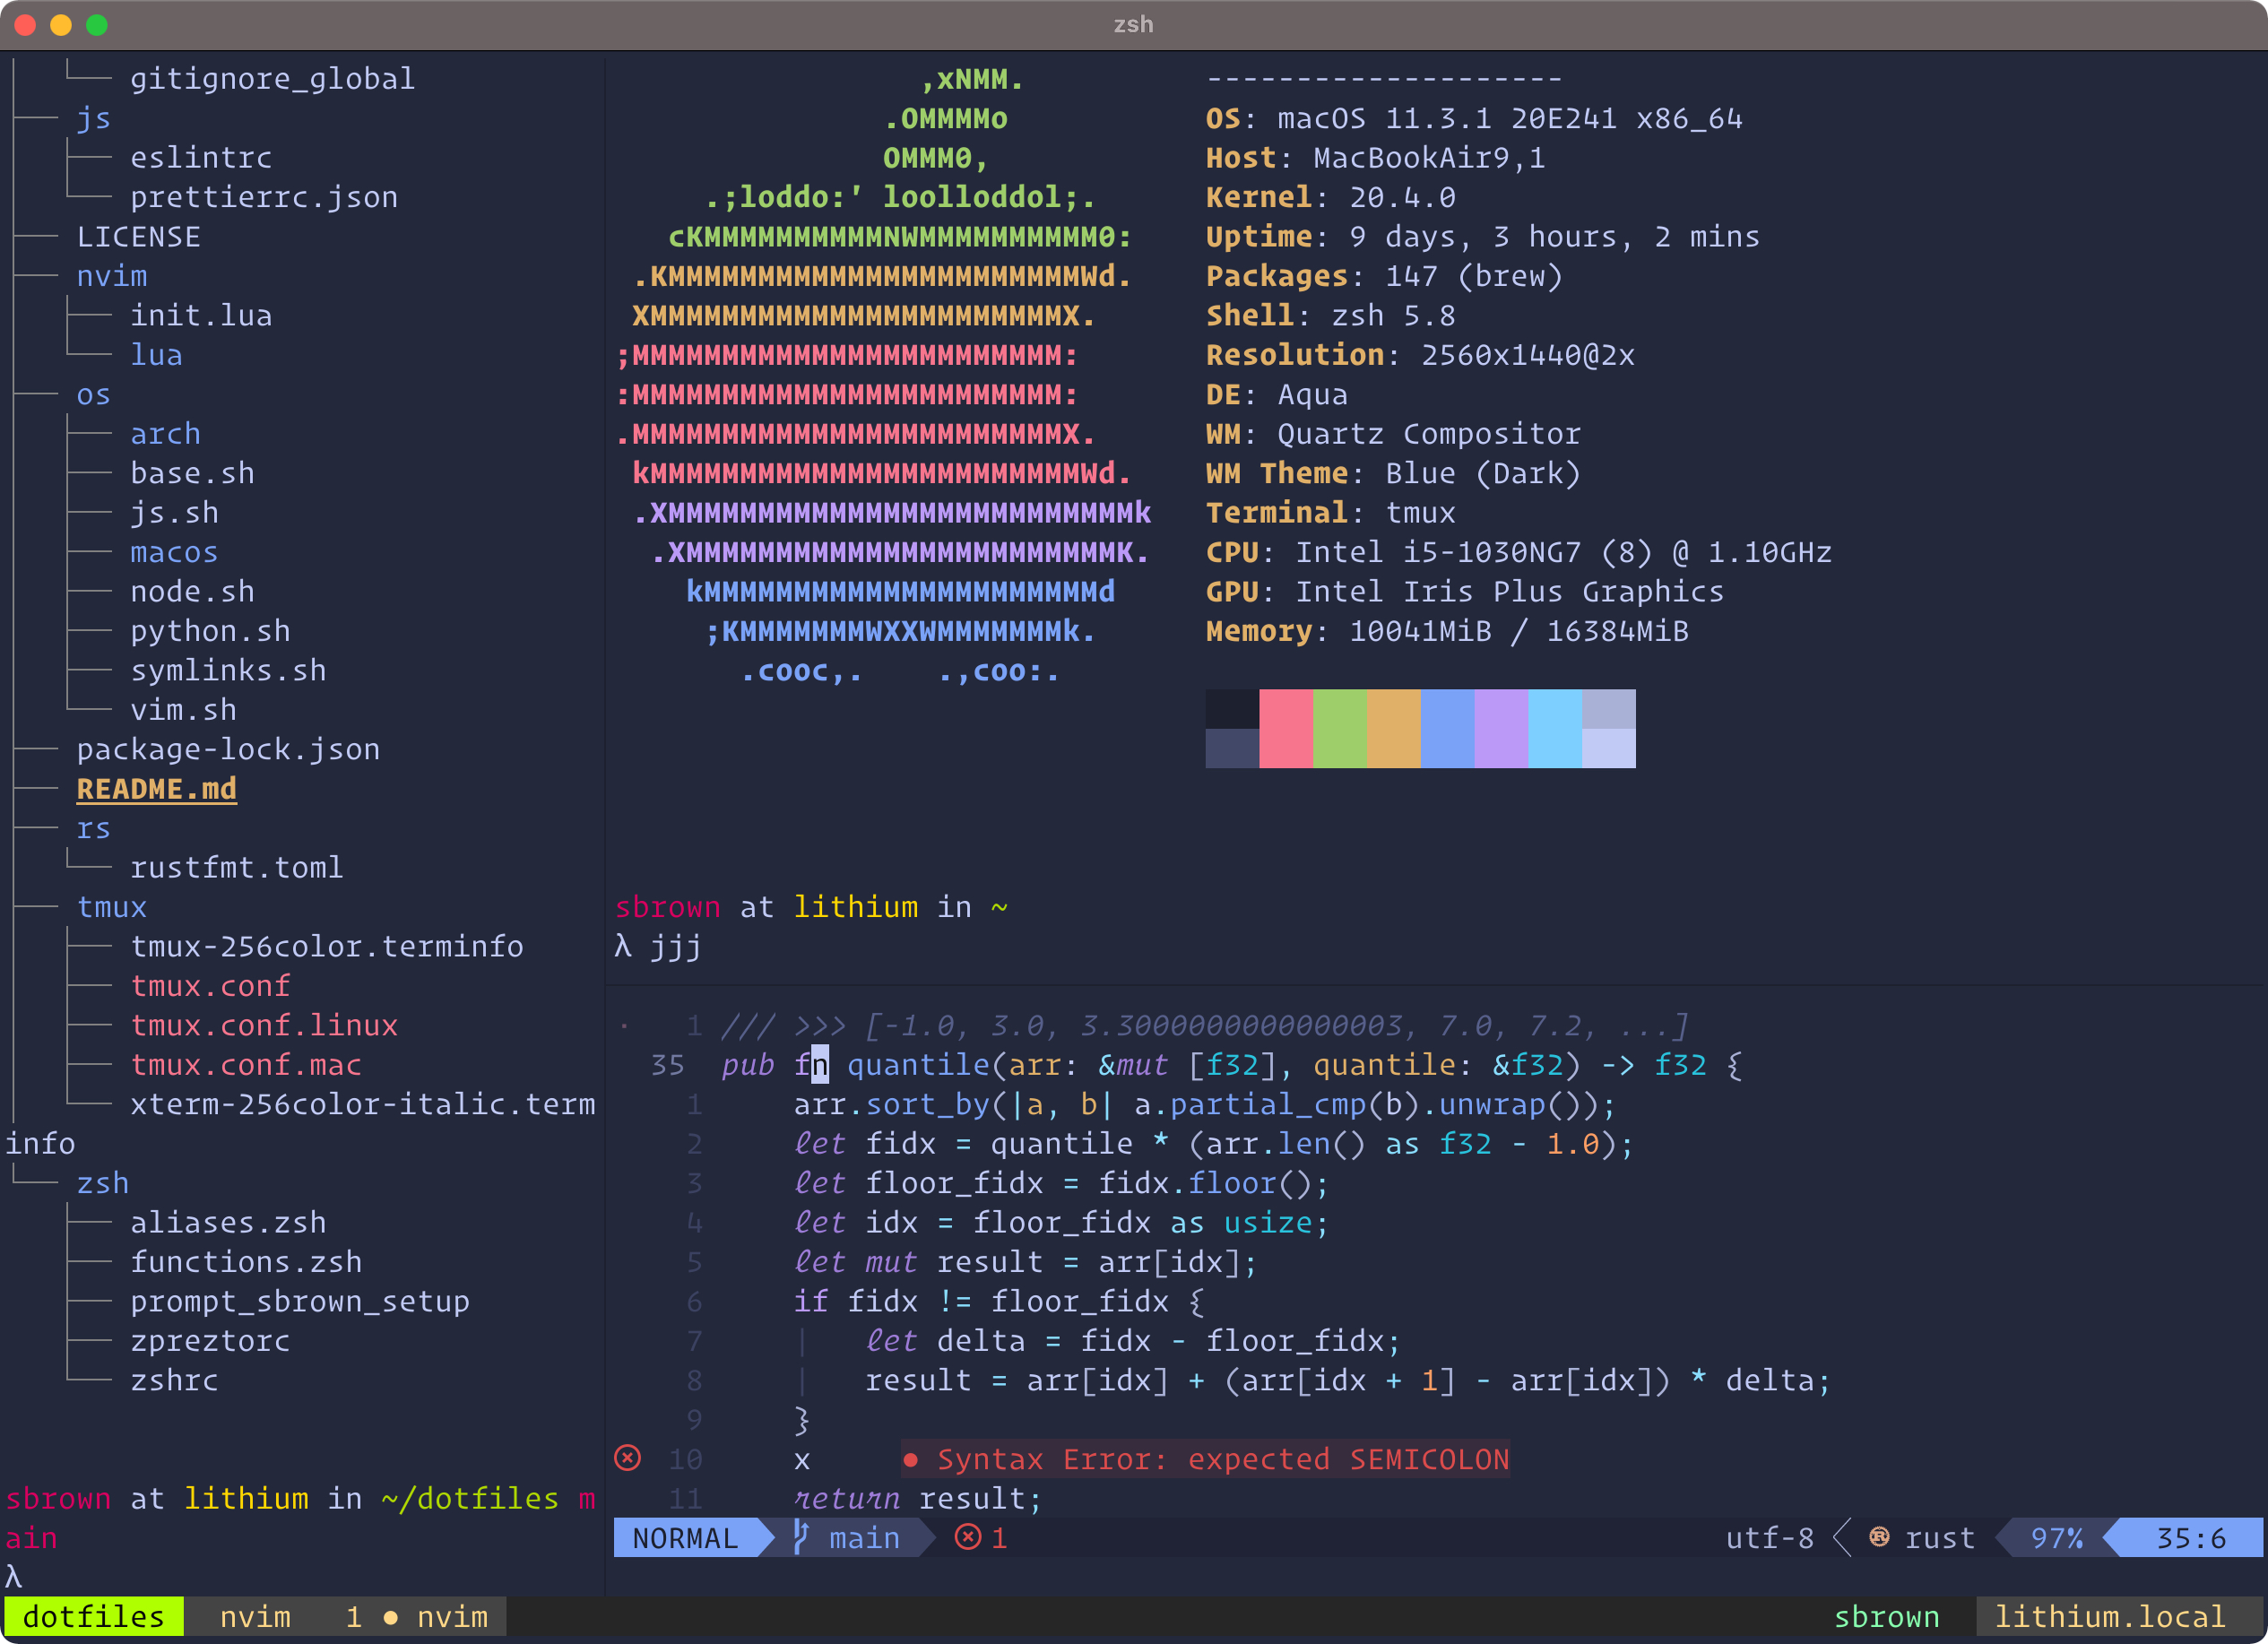 zsh
gitignore_global
js
eslintrc
prettierrc.json
LICENSE
nvim
init.lua
lua
os
arch
base.sh
js.sh
macos
node.sh
python.sh
symlinks.sh
vim.sh
package-lock.json
README.md
rs
rustfmt.toml
tmux
tmux-256color.terminfo
tmux.conf
tmux.conf.linux
tmux.conf.mac
xterm-256color-italic.term
info
zsh
aliases.zsh
functions.zsh
prompt_sbrown_setup
zpreztorc
zshrc
sbrown at lithium in ~/dotfiles m
ain
λ
,xNMM.
.OMMMMo
OMMM0,
.;loddo:' loolloddol;.
cKMMMMMMMMMMNWMMMMMMMMMM0:
.KMMMMMMMMMMMMMMMMMMMMMMMWd.
XMMMMMMMMMMMMMMMMMMMMMMMX.
;MMMMMMMMMMMMMMMMMMMMMMMM:
:MMMMMMMMMMMMMMMMMMMMMMMM:
.MMMMMMMMMMMMMMMMMMMMMMMMX.
kMMMMMMMMMMMMMMMMMMMMMMMMWd.
.XMMMMMMMMMMMMMMMMMMMMMMMMMMk
.XMMMMMMMMMMMMMMMMMMMMMMMMK.
kMMMMMMMMMMMMMMMMMMMMMMd
;KMMMMMMMWXXWMMMMMMMk.
.cooc,.    .,coo:.
--------------------
OS: macOS 11.3.1 20E241 x86_64
Host: MacBookAir9,1
Kernel: 20.4.0
Uptime: 9 days, 3 hours, 2 mins
Packages: 147 (brew)
Shell: zsh 5.8
Resolution: 2560x1440@2x
DE: Aqua
WM: Quartz Compositor
WM Theme: Blue (Dark)
Terminal: tmux
CPU: Intel i5-1030NG7 (8) @ 1.10GHz
GPU: Intel Iris Plus Graphics
Memory: 10041MiB / 16384MiB
sbrown at lithium in ~
λ jjj
1 /// >>> [-1.0, 3.0, 3.3000000000000003, 7.0, 7.2, ...]
35 pub fn quantile(arr: &mut [f32], quantile: &f32) -> f32 {
1 arr.sort_by(|a, b| a.partial_cmp(b).unwrap());
2 let fidx = quantile * (arr.len() as f32 - 1.0);
3 let floor_fidx = fidx.floor();
4 let idx = floor_fidx as usize;
5 let mut result = arr[idx];
6 if fidx != floor_fidx {
7 let delta = fidx - floor_fidx;
8 result = arr[idx] + (arr[idx + 1] - arr[idx]) * delta;
9 }
10 x ● Syntax Error: expected SEMICOLON
11 return result;
NORMAL main 1 utf-8 rust 97% 35:6
dotfiles nvim 1 ● nvim sbrown lithium.local